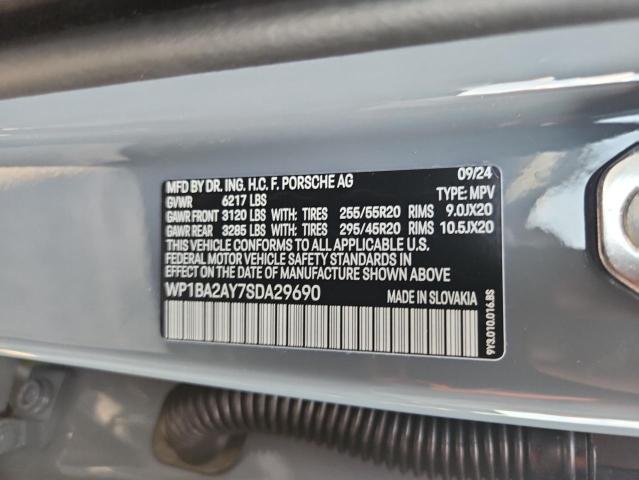 MFD. BY DR. ING. H.C. F. PORSCHE AG 09/24
GVWR 6217 LBS TYPE: MPV
GAWR FRONT 3120 LBS WITH: TIRES 255/55R20 RIMS 9.0JX20
GAWR REAR 3285 LBS WITH: TIRES 295/45R20 RIMS 10.5JX20
THIS VEHICLE CONFORMS TO ALL APPLICABLE U.S.
FEDERAL MOTOR VEHICLE SAFETY STANDARDS IN
EFFECT ON THE DATE OF MANUFACTURE SHOWN ABOVE
WP1BA2AY7SDA29690 MADE IN SLOVAKIA
9Y3.010.016.BS